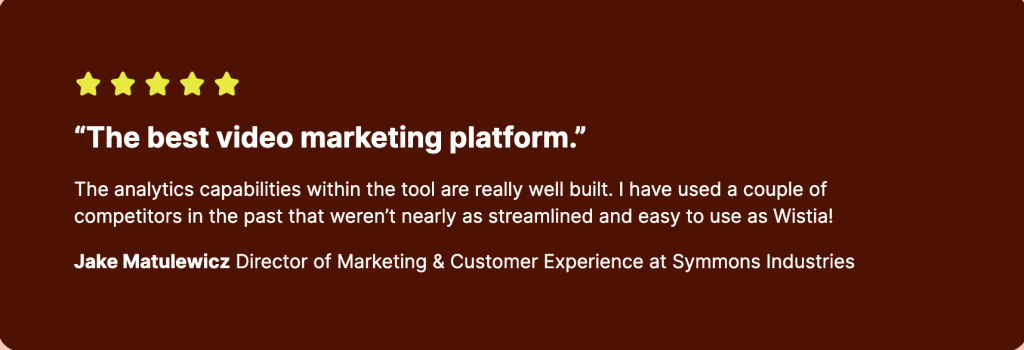 “The best video marketing platform.”
The analytics capabilities within the tool are really well built. I have used a couple of
competitors in the past that weren’t nearly as streamlined and easy to use as Wistia!
Jake Matulewicz Director of Marketing & Customer Experience at Symmons Industries